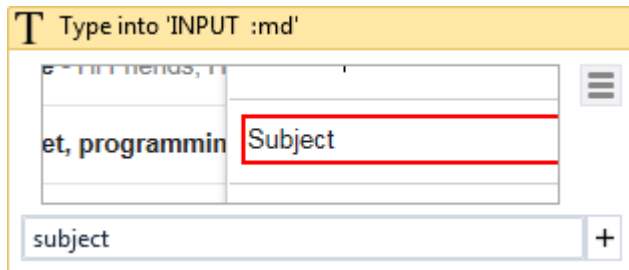 T Type into 'INPUT :md'
et, programmin
Subject
subject
+